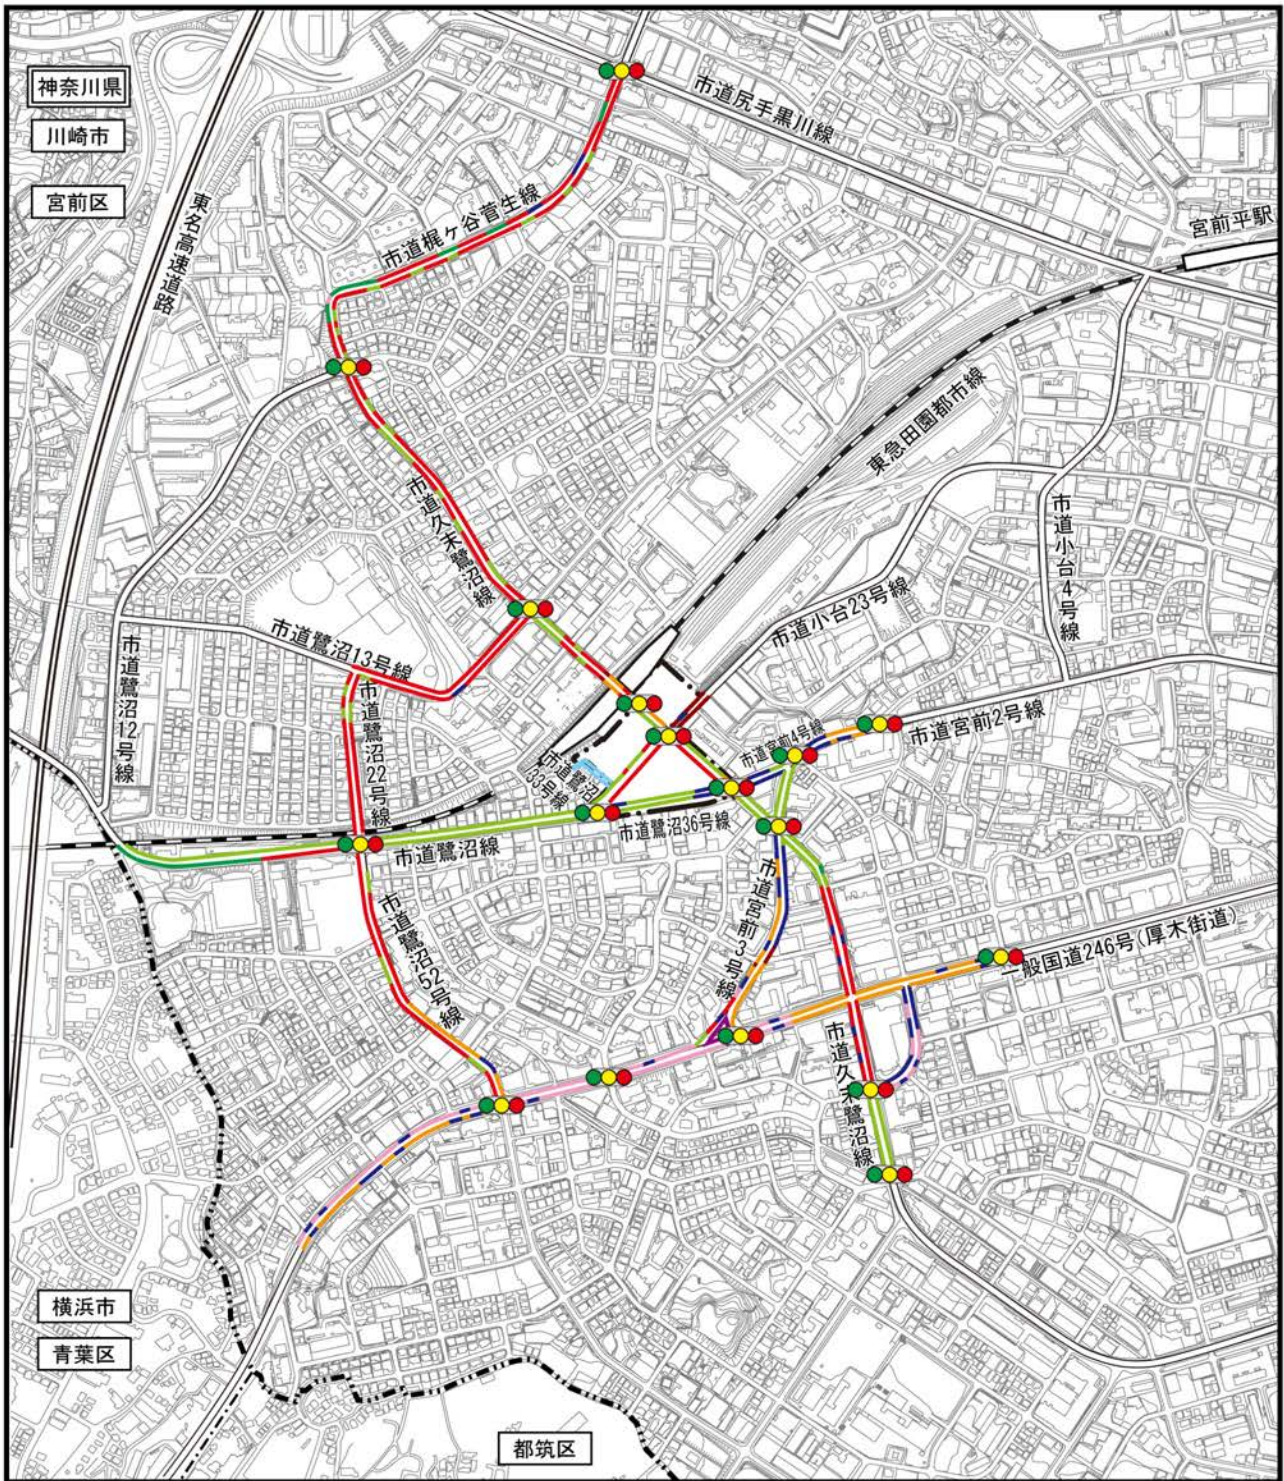 神奈川県
川崎市
宮前区
市道尻手黒川線
東名高速道路
市道梶ヶ谷菅生線
宮前平駅
東急田園都市線
市道久末鷺沼線
市道小台4号線
市道小台23号線
市道鷺沼13号線
市道鷺沼12号線
市道鷺沼22号線
市道宮前2号線
市道宮前4号線
市道鷺沼
33号線
市道鷺沼36号線
市道鷺沼線
市道宮前3号線
市道鷺沼52号線
一般国道246号(厚木街道)
市道久末鷺沼線
横浜市
青葉区
都筑区